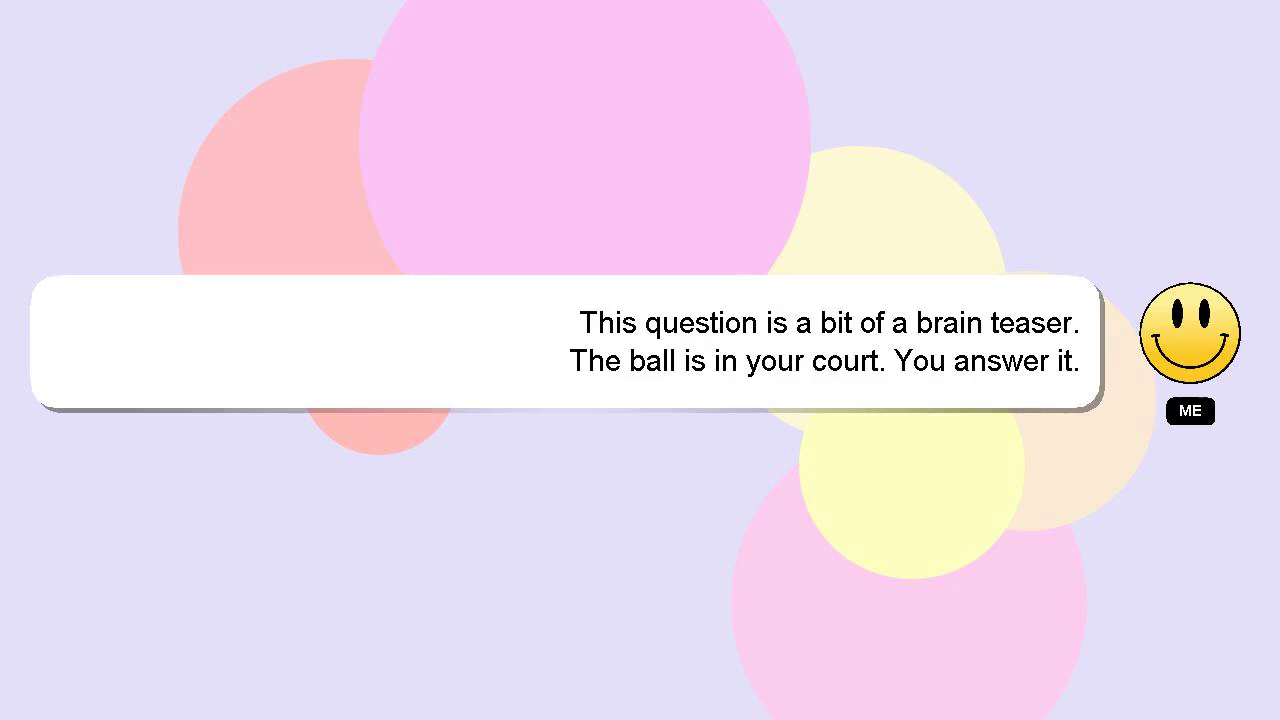 This question is a bit of a brain teaser.
The ball is in your court. You answer it.
ME